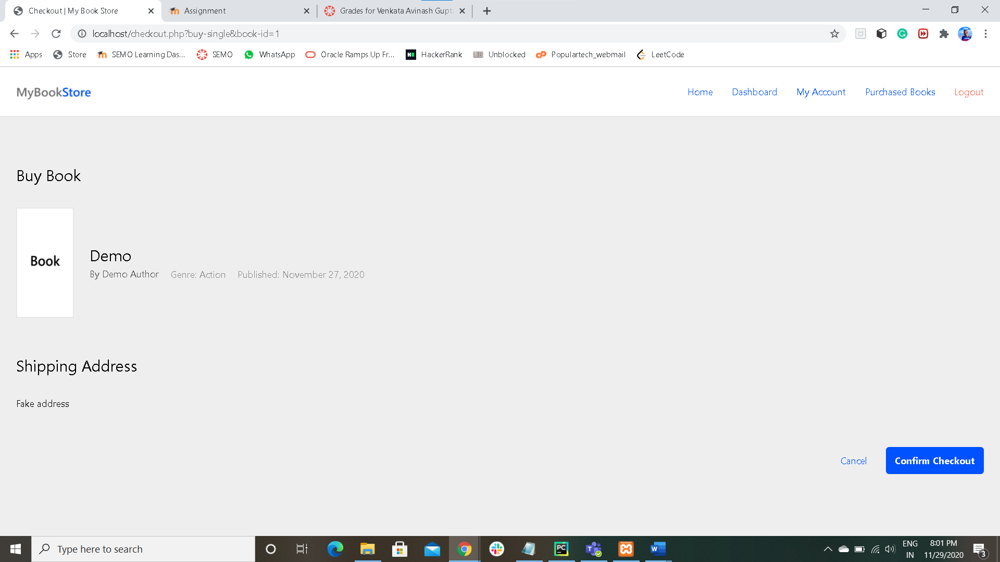 Checkout | My Book Store
Assignment
Grades for Venkata Avinash Gupt
localhost/checkout.php?buy-single&book-id=1
Apps
Store
SEMO Learning Das...
SEMO
WhatsApp
Oracle Ramps Up Fr...
HackerRank
UB
Unblocked
Populartech_webmail
LeetCode
MyBookStore
Home
Dashboard
My Account
Purchased Books
Logout
Buy Book
Book
Demo
By Demo Author
Genre: Action
Published: November 27, 2020
Shipping Address
Fake address
Cancel
Confirm Checkout
Type here to search
PC
T
W
ENG
IN
8:01 PM
11/29/2020
3